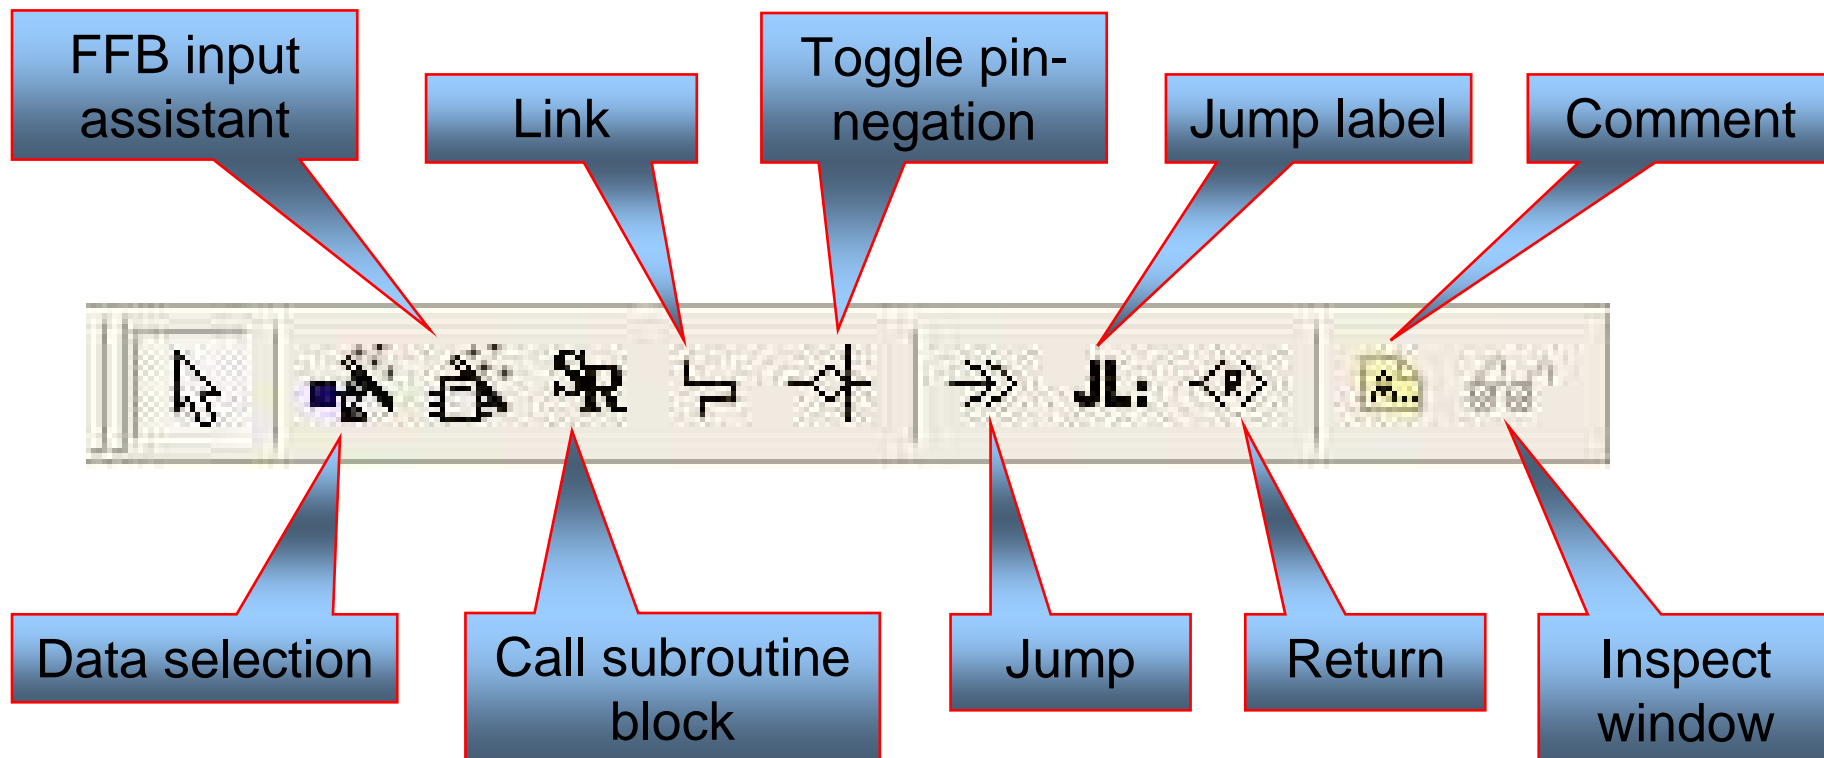 FFB input
assistant
Link
Toggle pin-
negation
Jump label
Comment
SR
JL:
R
A..
Data selection
Call subroutine
block
Jump
Return
Inspect
window